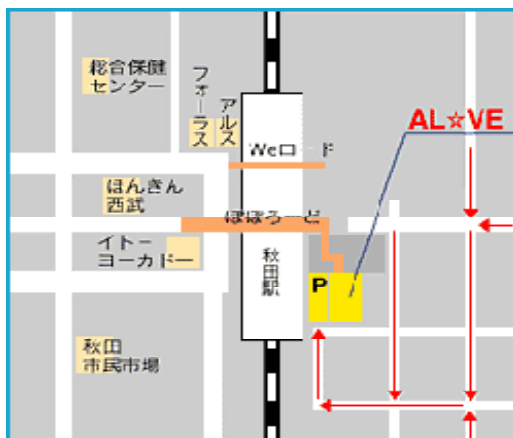 総合保健
センター
フォーラス
アルス
AL☆VE
Weロード
ほんきん
西武
ぽぽろーど
イトー
ヨーカドー
秋田駅
P
秋田
市民市場